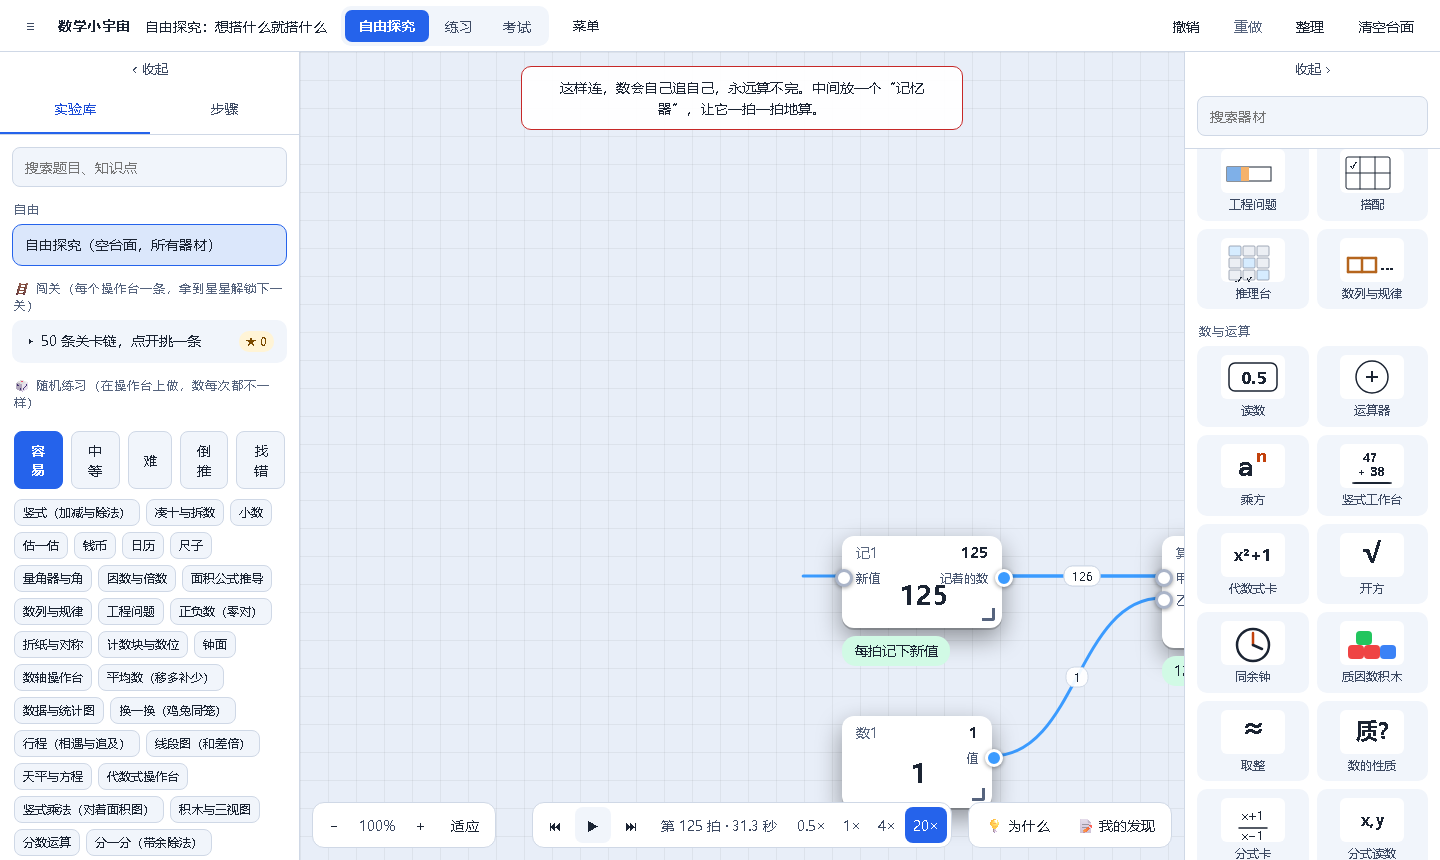 ≡ 数学小宇宙 自由探究：想搭什么就搭什么 自由探究 练习 考试 菜单 撤销 重做 整理 清空台面
‹ 收起
实验库 步骤
搜索题目、知识点
自由
自由探究（空台面，所有器材）
闯关（每个操作台一条，拿到星星解锁下一
关）
▸ 50 条关卡链，点开挑一条 ★ 0
随机练习（在操作台上做，数每次都不一
样）
容易 中等 难 倒推 找错
竖式（加减与除法） 凑十与拆数 小数
估一估 钱币 日历 尺子
量角器与角 因数与倍数 面积公式推导
数列与规律 工程问题 正负数（零对）
折纸与对称 计数块与数位 钟面
数轴操作台 平均数（移多补少）
数据与统计图 换一换（鸡兔同笼）
行程（相遇与追及） 线段图（和差倍）
天平与方程 代数式操作台
竖式乘法（对着面积图） 积木与三视图
分数运算 分一分（带余除法）
这样连，数会自己追自己，永远算不完。中间放一个“记忆
器”，让它一拍一拍地算。
记1 125
新值 记着的数
125
每拍记下新值
126
1
数1 1
值
1
− 100% + 适应
⏮ ▶ ⏭ 第 125 拍 · 31.3 秒 0.5× 1× 4× 20×
为什么 我的发现
收起 ›
搜索器材
工程问题 搭配
推理台 数列与规律
...
数与运算
0.5 +
读数 运算器
aⁿ 47
+ 38
乘方 竖式工作台
x²+1 √
代数式卡 开方
同余钟 质因数积木
≈ 质?
取整 数的性质
x+1
x−1 x,y
分式卡 分式读数